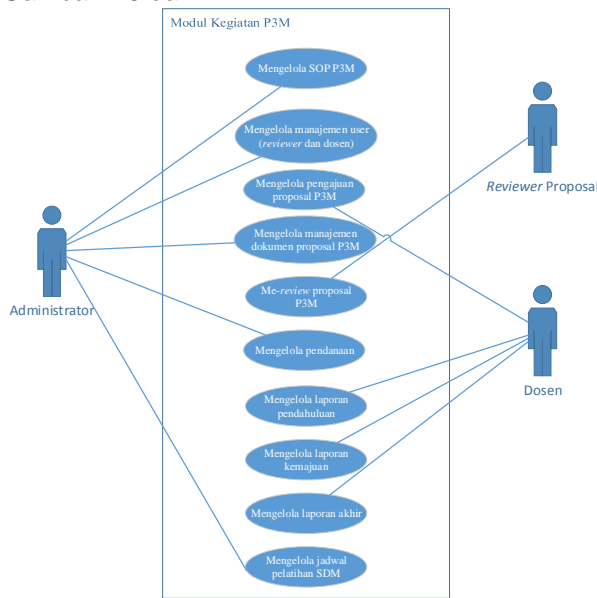 Modul Kegiatan P3M
Mengelola SOP P3M
Mengelola manajemen user
(reviewer dan dosen)
Mengelola pengajuan
proposal P3M
Mengelola manajemen
dokumen proposal P3M
Me-review proposal
P3M
Mengelola pendanaan
Mengelola laporan
pendahuluan
Mengelola laporan
kemajuan
Mengelola laporan akhir
Mengelola jadwal
pelatihan SDM
Administrator
Reviewer Proposal
Dosen